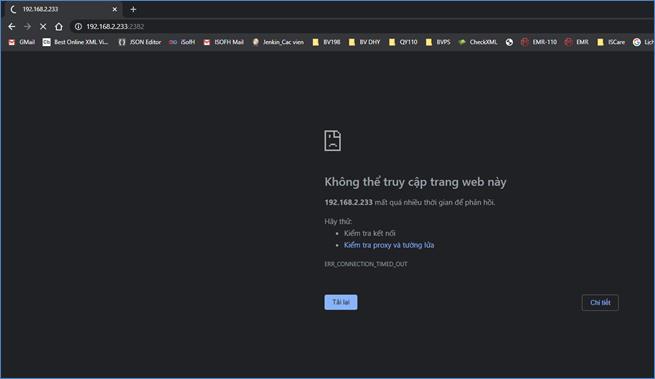 192.168.2.233
192.168.2.233:2382
GMail Best Online XML Vi... JSON Editor iSofH ISOFH Mail Jenkin_Cac vien BV198 BV DHY QY110 BVPS CheckXML EMR-110 EMR ISCare Lịch
Không thể truy cập trang web này
192.168.2.233 mất quá nhiều thời gian để phản hồi.
Hãy thử:
Kiểm tra kết nối
Kiểm tra proxy và tường lửa
ERR_CONNECTION_TIMED_OUT
Tải lại Chi tiết